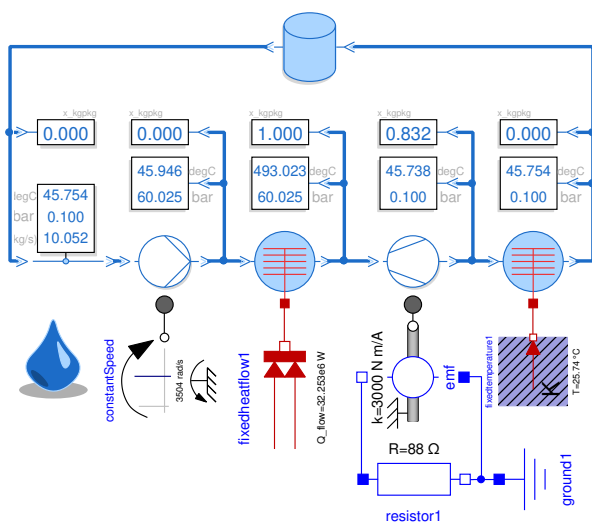 x_kgpkg
x_kgpkg
x_kgpkg
x_kgpkg
x_kgpkg
0.000
0.000
1.000
0.832
0.000
45.946
degC
60.025
bar
493.023
degC
60.025
bar
45.738
degC
0.100
bar
45.754
degC
0.100
bar
degC
45.754
bar
0.100
(kg/s)
10.052
constantSpeed
3504 rad/s
fixedheatflow1
Q_flow=32.253e6 W
k=3000 N m/A
emf
fixedtemperature1
K
T=25.74 °C
R=88 Ω
resistor1
ground1